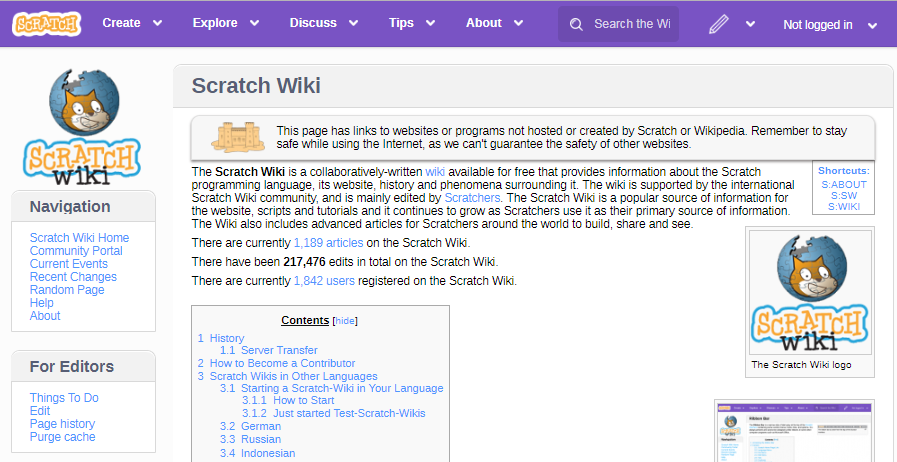 SCRATCH
Create Explore Discuss Tips About Search the Wi Not logged in
SCRATCH
wiki
Navigation
Scratch Wiki Home
Community Portal
Current Events
Recent Changes
Random Page
Help
About
For Editors
Things To Do
Edit
Page history
Purge cache
Scratch Wiki
This page has links to websites or programs not hosted or created by Scratch or Wikipedia. Remember to stay
safe while using the Internet, as we can't guarantee the safety of other websites.
The Scratch Wiki is a collaboratively-written wiki available for free that provides information about the Scratch
programming language, its website, history and phenomena surrounding it. The wiki is supported by the international
Scratch Wiki community, and is mainly edited by Scratchers. The Scratch Wiki is a popular source of information for
the website, scripts and tutorials and it continues to grow as Scratchers use it as their primary source of information.
The Wiki also includes advanced articles for Scratchers around the world to build, share and see.
There are currently 1,189 articles on the Scratch Wiki.
There have been 217,476 edits in total on the Scratch Wiki.
There are currently 1,842 users registered on the Scratch Wiki.
Shortcuts:
S:ABOUT
S:SW
S:WIKI
SCRATCH
wiki
The Scratch Wiki logo
Contents [hide]
1 History
1.1 Server Transfer
2 How to Become a Contributor
3 Scratch Wikis in Other Languages
3.1 Starting a Scratch-Wiki in Your Language
3.1.1 How to Start
3.1.2 Just started Test-Scratch-Wikis
3.2 German
3.3 Russian
3.4 Indonesian